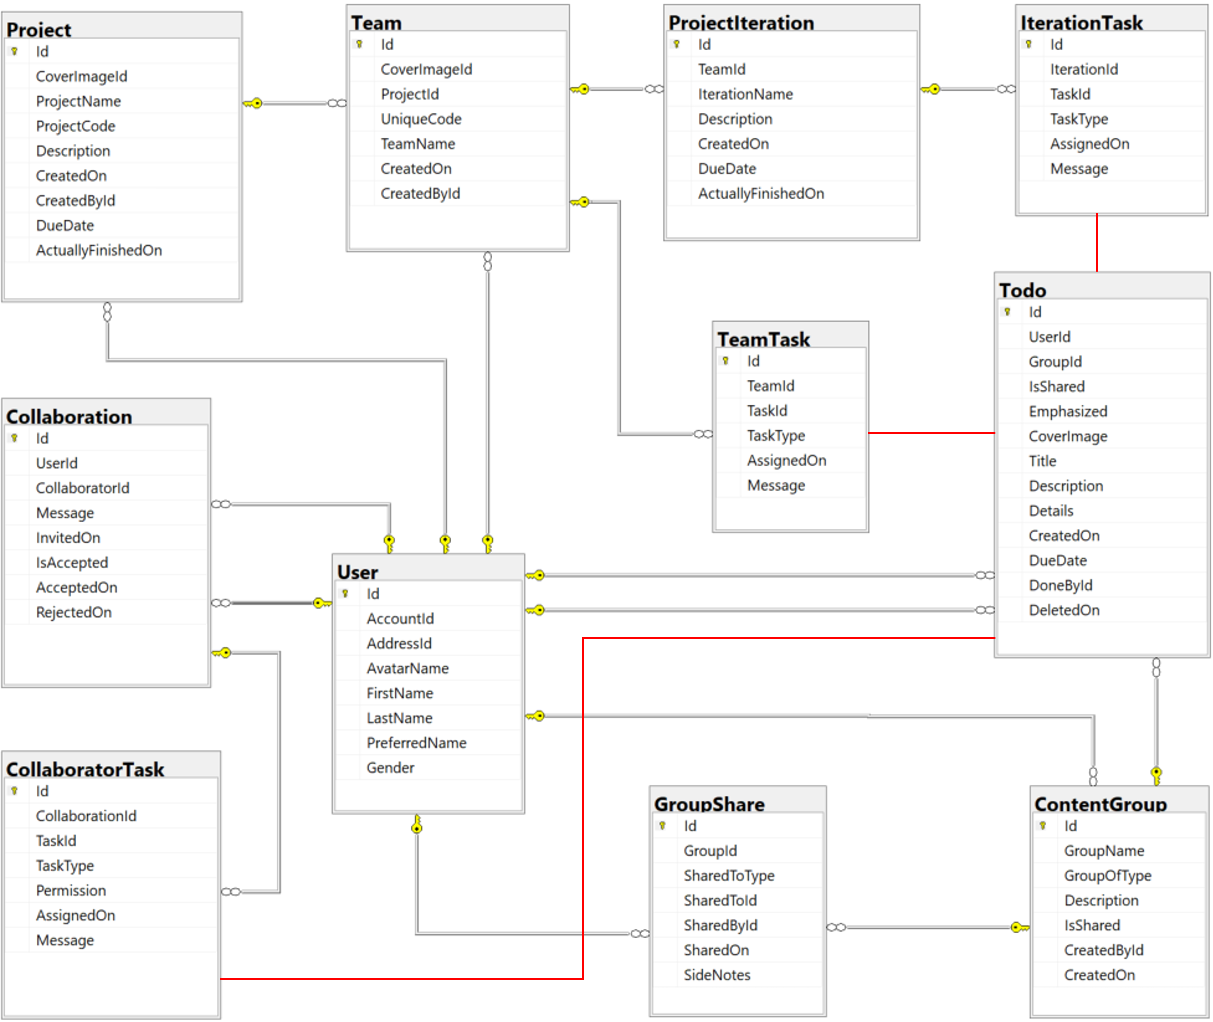 Project
Id
CoverImageId
ProjectName
ProjectCode
Description
CreatedOn
CreatedById
DueDate
ActuallyFinishedOn
Team
Id
CoverImageId
ProjectId
UniqueCode
TeamName
CreatedOn
CreatedById
ProjectIteration
Id
TeamId
IterationName
Description
CreatedOn
DueDate
ActuallyFinishedOn
IterationTask
Id
IterationId
TaskId
TaskType
AssignedOn
Message
Todo
Id
UserId
GroupId
IsShared
Emphasized
CoverImage
Title
Description
Details
CreatedOn
DueDate
DoneById
DeletedOn
TeamTask
Id
TeamId
TaskId
TaskType
AssignedOn
Message
Collaboration
Id
UserId
CollaboratorId
Message
InvitedOn
IsAccepted
AcceptedOn
RejectedOn
User
Id
AccountId
AddressId
AvatarName
FirstName
LastName
PreferredName
Gender
CollaboratorTask
Id
CollaborationId
TaskId
TaskType
Permission
AssignedOn
Message
GroupShare
Id
GroupId
SharedToType
SharedToId
SharedById
SharedOn
SideNotes
ContentGroup
Id
GroupName
GroupOfType
Description
IsShared
CreatedById
CreatedOn